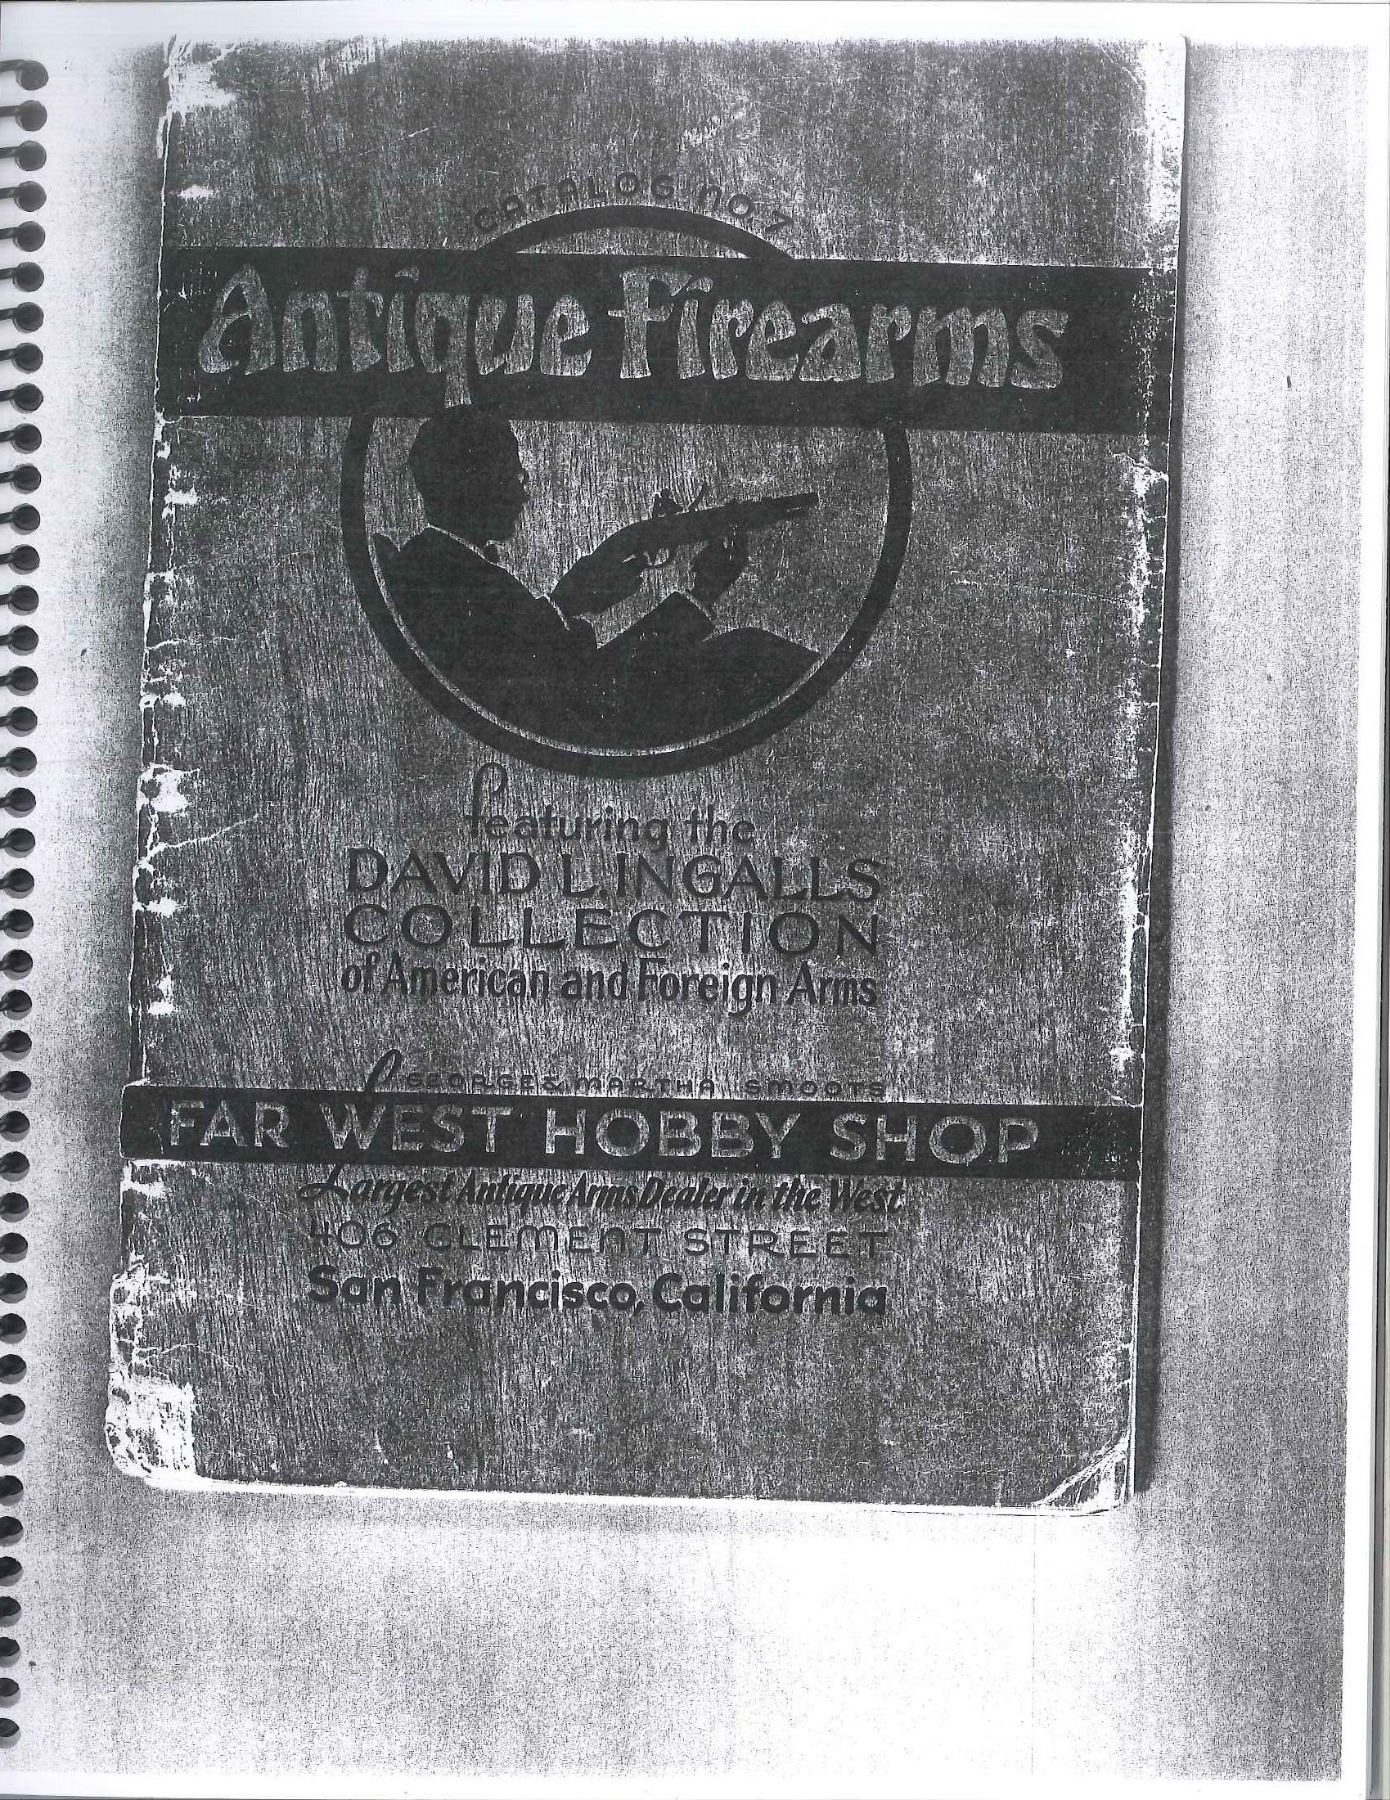 CATALOG NO. 7
Antique Firearms
featuring the
DAVID L. INGALLS
COLLECTION
of American and Foreign Arms
GEORGE & MARTHA SMOOTS
FAR WEST HOBBY SHOP
Largest Antique Arms Dealer in the West
406 CLEMENT STREET
San Francisco, California